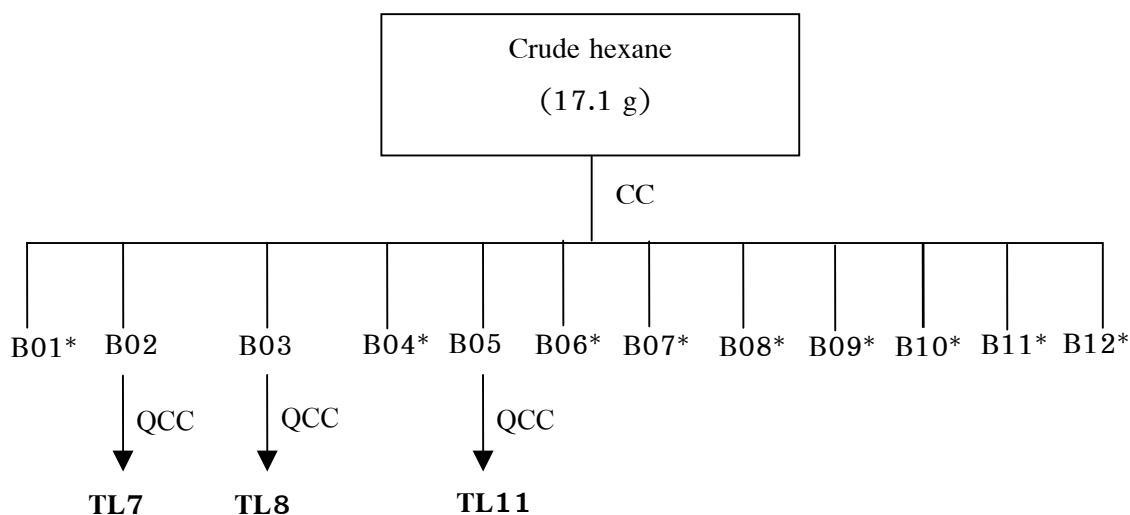 Crude hexane
(17.1 g)
CC
B01* B02 B03 B04* B05 B06* B07* B08* B09* B10* B11* B12*
QCC QCC QCC
TL7 TL8 TL11